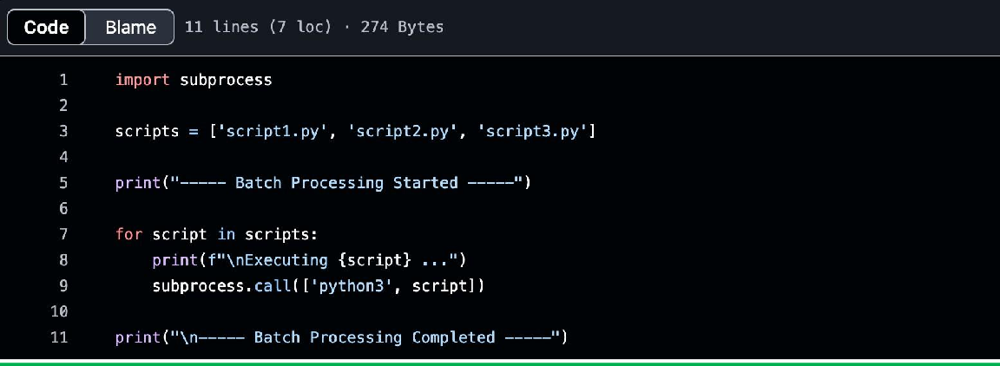 Code Blame 11 lines (7 loc) · 274 Bytes
1 import subprocess
2
3 scripts = ['script1.py', 'script2.py', 'script3.py']
4
5 print("----- Batch Processing Started -----")
6
7 for script in scripts:
8     print(f"\nExecuting {script} ...")
9     subprocess.call(['python3', script])
10
11 print("\n----- Batch Processing Completed -----")